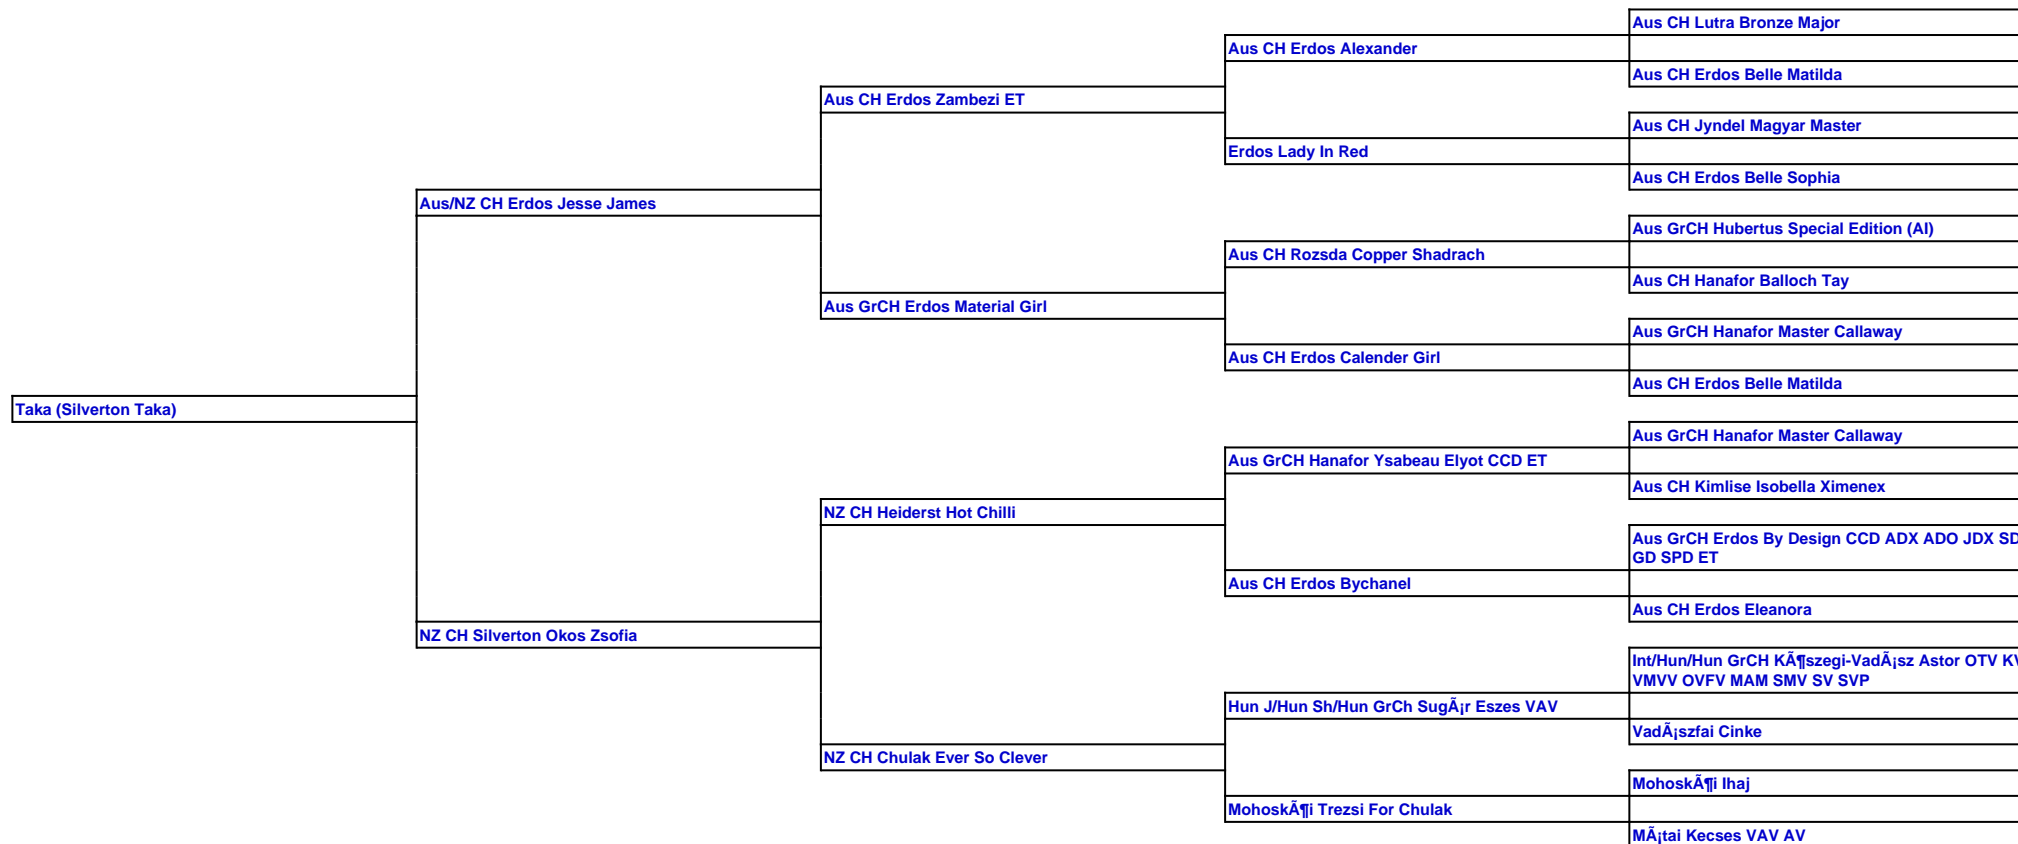 Aus CH Lutra Bronze Major
Aus CH Erdos Alexander
Aus CH Erdos Belle Matilda
Aus CH Erdos Zambezi ET
Aus CH Jyndel Magyar Master
Erdos Lady In Red
Aus CH Erdos Belle Sophia
Aus/NZ CH Erdos Jesse James
Aus GrCH Hubertus Special Edition (AI)
Aus CH Rozsda Copper Shadrach
Aus CH Hanafor Balloch Tay
Aus GrCH Erdos Material Girl
Aus GrCH Hanafor Master Callaway
Aus CH Erdos Calender Girl
Aus CH Erdos Belle Matilda
Taka (Silverton Taka)
Aus GrCH Hanafor Master Callaway
Aus GrCH Hanafor Ysabeau Elyot CCD ET
Aus CH Kimlise Isobella Ximenex
NZ CH Heiderst Hot Chilli
Aus GrCH Erdos By Design CCD ADX ADO JDX SD
GD SPD ET
Aus CH Erdos Bychanel
Aus CH Erdos Eleanora
NZ CH Silverton Okos Zsofia
Int/Hun/Hun GrCH KÃ¶szegi-VadÃ¡sz Astor OTV KV
VMVV OVFV MAM SMV SV SVP
Hun J/Hun Sh/Hun GrCh SugÃ¡r Eszes VAV
VadÃ¡szfai Cinke
NZ CH Chulak Ever So Clever
MohoskÃ¶i Ihaj
MohoskÃ¶i Trezsi For Chulak
MÃ¡tai Kecses VAV AV